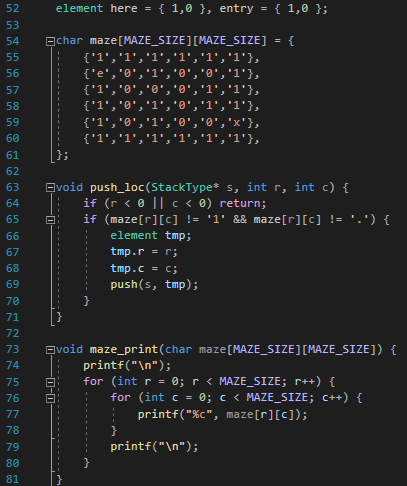 52 element here = { 1,0 }, entry = { 1,0 };
53
54 char maze[MAZE_SIZE][MAZE_SIZE] = {
55     {'1','1','1','1','1','1'},
56     {'e','0','1','0','0','1'},
57     {'1','0','0','0','1','1'},
58     {'1','0','1','0','1','1'},
59     {'1','0','1','0','0','x'},
60     {'1','1','1','1','1','1'},
61 };
62
63 void push_loc(StackType* s, int r, int c) {
64     if (r < 0 || c < 0) return;
65     if (maze[r][c] != '1' && maze[r][c] != '.') {
66         element tmp;
67         tmp.r = r;
68         tmp.c = c;
69         push(s, tmp);
70     }
71 }
72
73 void maze_print(char maze[MAZE_SIZE][MAZE_SIZE]) {
74     printf("\n");
75     for (int r = 0; r < MAZE_SIZE; r++) {
76         for (int c = 0; c < MAZE_SIZE; c++) {
77             printf("%c", maze[r][c]);
78         }
79         printf("\n");
80     }
81 }